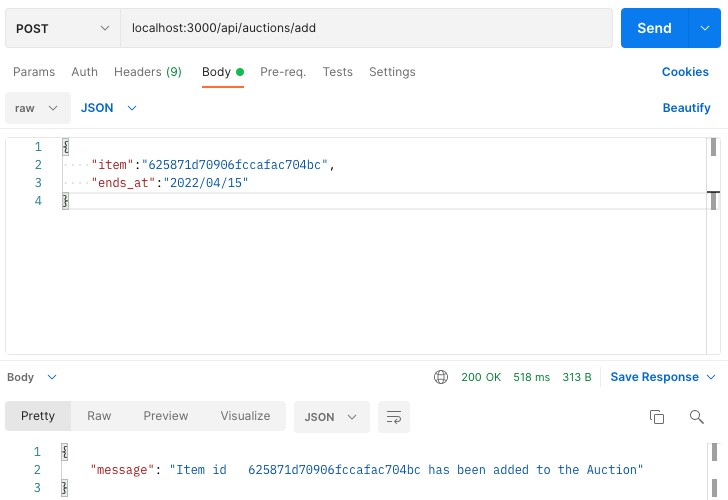 POST localhost:3000/api/auctions/add Send
Params Auth Headers (9) Body Pre-req. Tests Settings Cookies
raw JSON Beautify
1 {
2 "item":"625871d70906fccafac704bc",
3 "ends_at":"2022/04/15"
4 }
Body 200 OK 518 ms 313 B Save Response
Pretty Raw Preview Visualize JSON
1 {
2 "message": "Item id   625871d70906fccafac704bc has been added to the Auction"
3 }